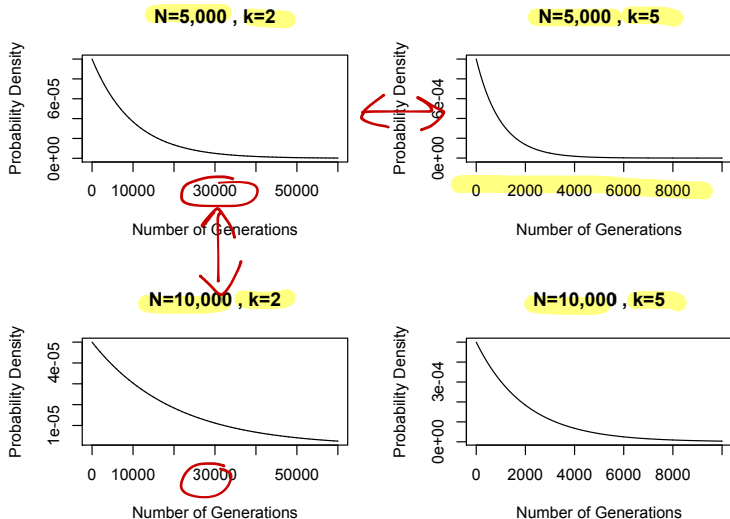 N=5,000 , k=2
Probability Density
0e+00 6e-05
0 10000 30000 50000
Number of Generations
N=5,000 , k=5
Probability Density
0e+00 6e-04
0 2000 4000 6000 8000
Number of Generations
N=10,000 , k=2
Probability Density
1e-05 4e-05
0 10000 30000 50000
Number of Generations
N=10,000 , k=5
Probability Density
0e+00 3e-04
0 2000 4000 6000 8000
Number of Generations